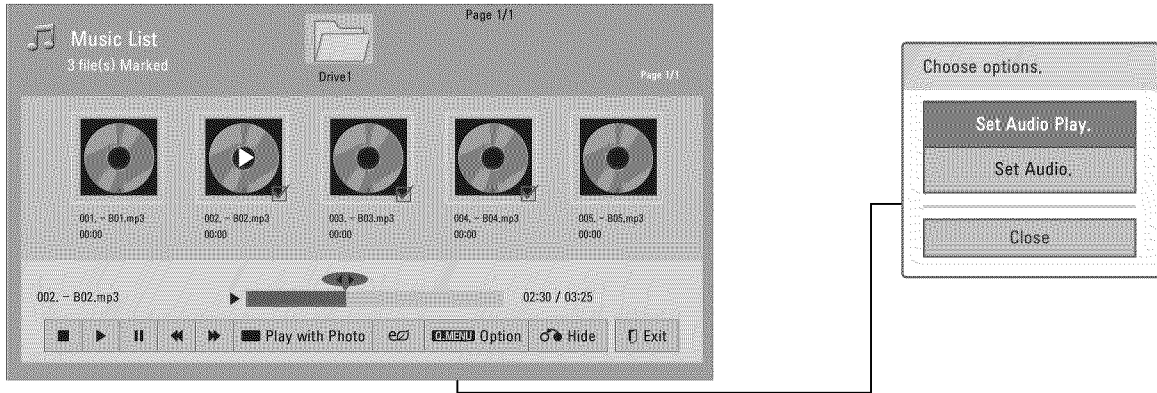 Page 1/1
Music List
3 file(s) Marked
Drive1
Page 1/1
001. - B01.mp3
00:00
002. - B02.mp3
00:00
003. - B03.mp3
00:00
004. - B04.mp3
00:00
005. - B05.mp3
00:00
002. - B02.mp3 02:30 / 03:25
Play with Photo Q.MENU Option Hide Exit
Choose options.
Set Audio Play.
Set Audio.
Close